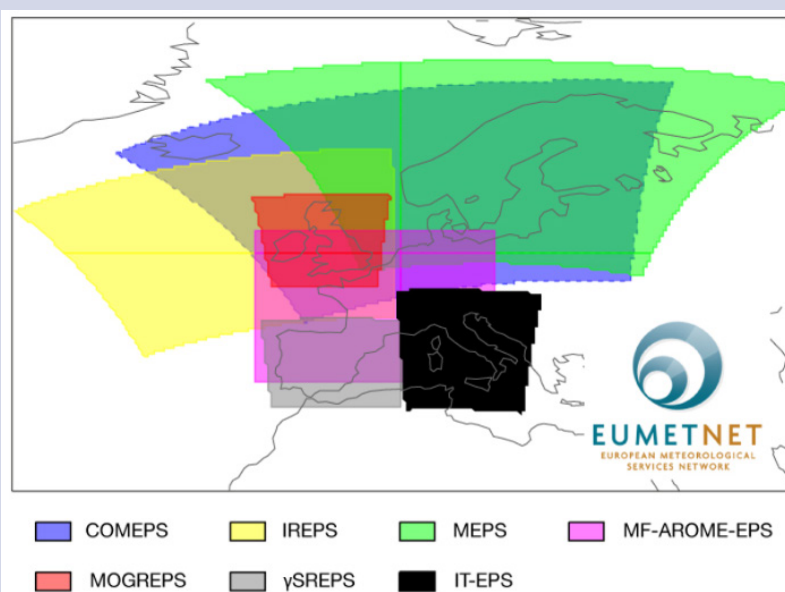 EUMETNET
EUROPEAN METEOROLOGICAL
SERVICES NETWORK
COMEPS IREPS MEPS MF-AROME-EPS
MOGREPS γSREPS IT-EPS